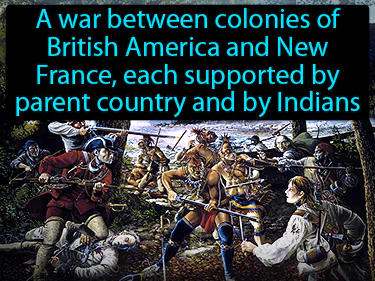 A war between colonies of
British America and New
France, each supported by
parent country and by Indians